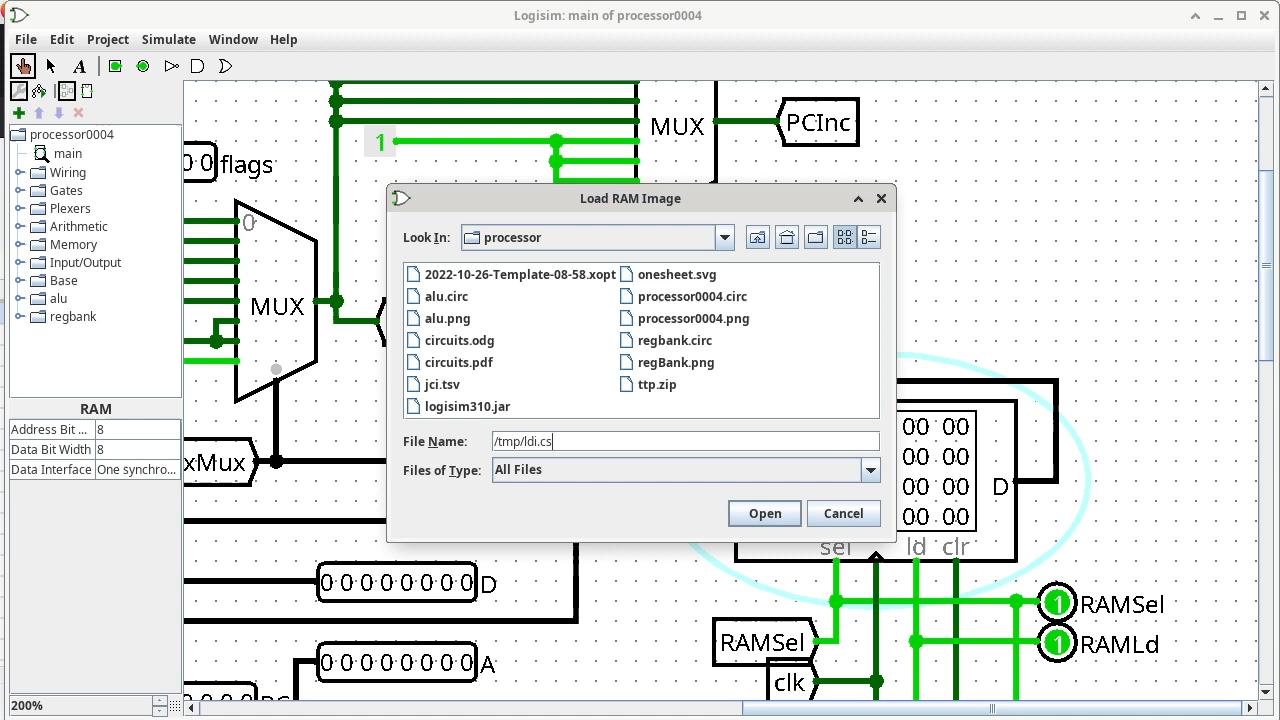 Logisim: main of processor0004
File Edit Project Simulate Window Help
processor0004
main
Wiring
Gates
Plexers
Arithmetic
Memory
Input/Output
Base
alu
regbank
RAM
Address Bit ... 8
Data Bit Width 8
Data Interface One synchro...
200%
0 0 flags
0
MUX
1
MUX
PCInc
xMux
Load RAM Image
Look In: processor
2022-10-26-Template-08-58.xopt
alu.circ
alu.png
circuits.odg
circuits.pdf
jci.tsv
logisim310.jar
onesheet.svg
processor0004.circ
processor0004.png
regbank.circ
regBank.png
ttp.zip
File Name: /tmp/ldi.cs
Files of Type: All Files
Open Cancel
00 00
00 00
00 00
00 00
D
sel ld clr
0 0 0 0 0 0 0 0 D
0 0 0 0 0 0 0 0 A
RAMSel
clk
1 RAMSel
1 RAMLd